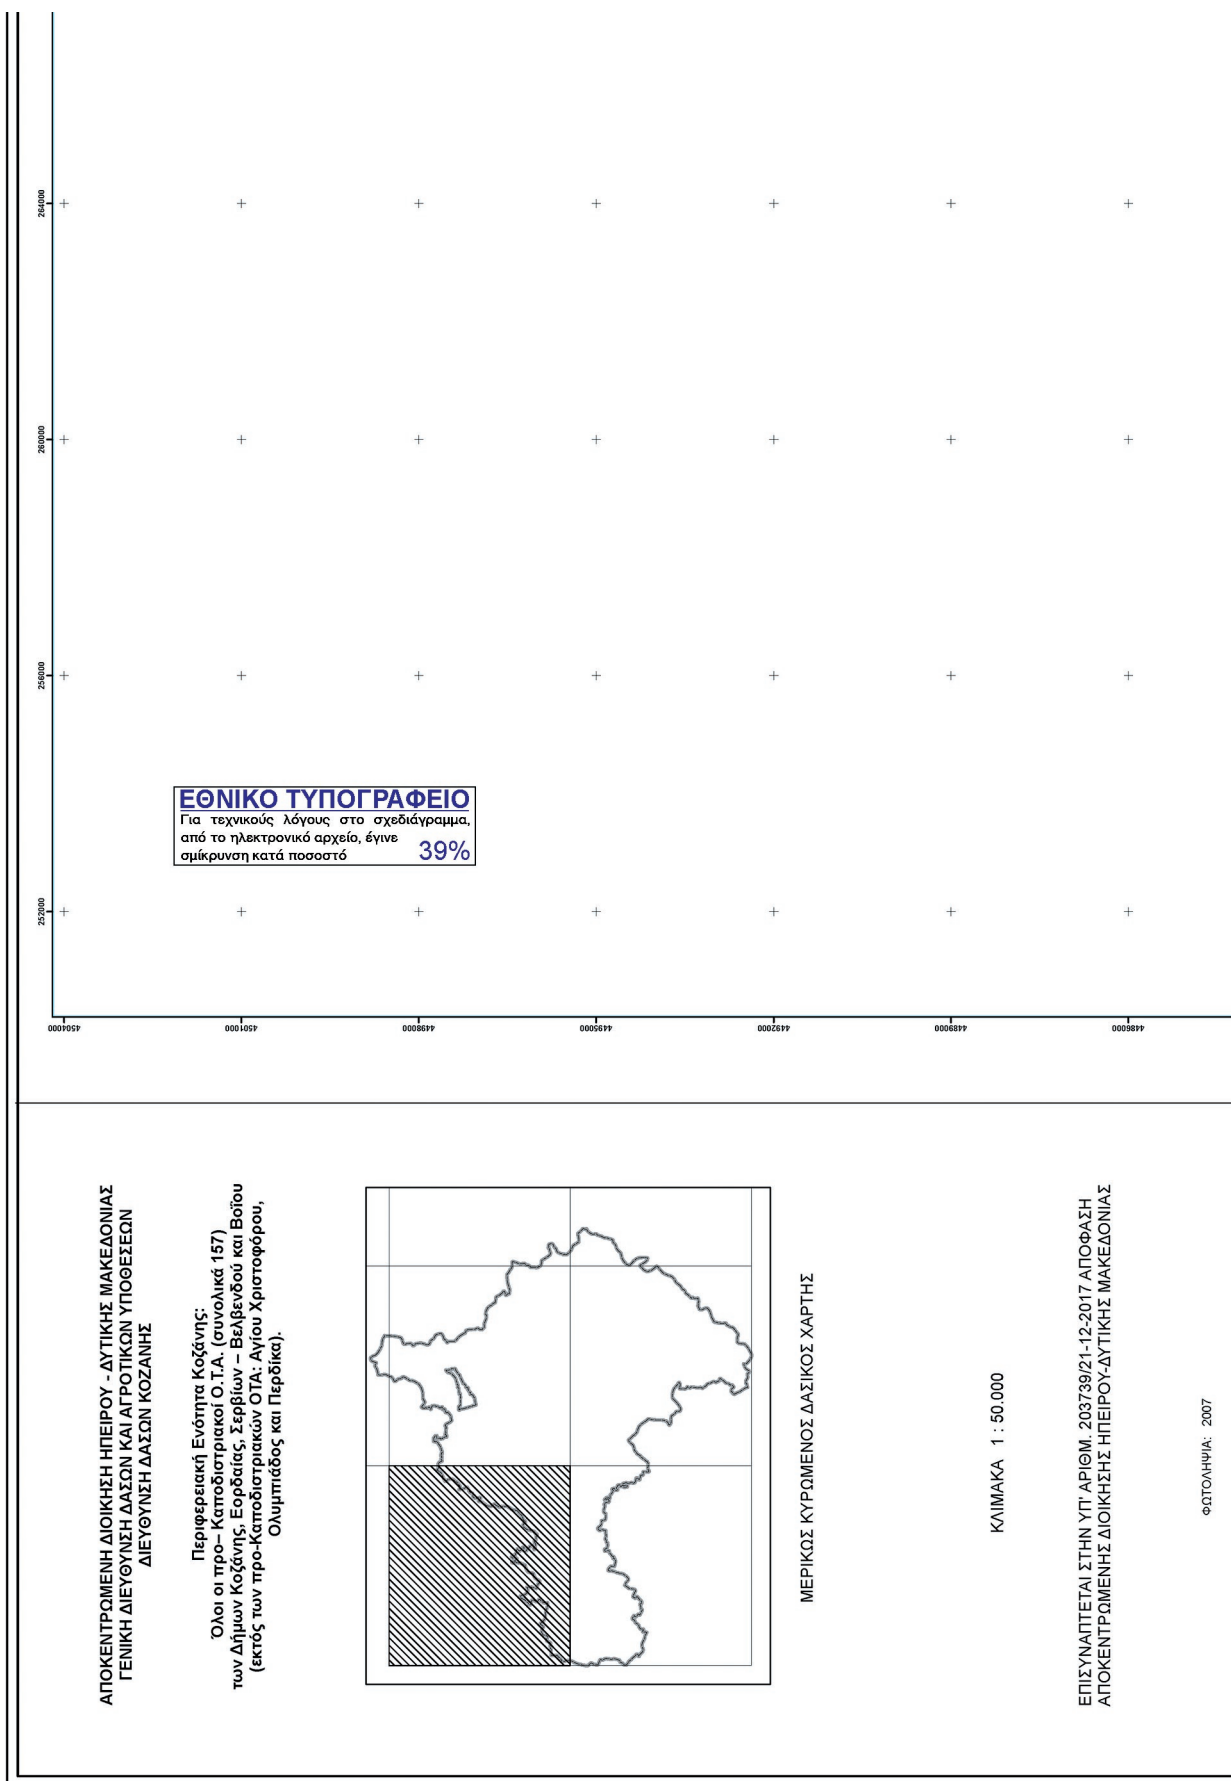 264000
260000
256000
252000
4504000
4501000
4498000
4495000
4492000
4489000
4486000
ΕΘΝΙΚΟ ΤΥΠΟΓΡΑΦΕΙΟ
Για τεχνικούς λόγους στο σχεδιάγραμμα,
από το ηλεκτρονικό αρχείο, έγινε
σμίκρυνση κατά ποσοστό 39%
ΑΠΟΚΕΝΤΡΩΜΕΝΗ ΔΙΟΙΚΗΣΗ ΗΠΕΙΡΟΥ - ΔΥΤΙΚΗΣ ΜΑΚΕΔΟΝΙΑΣ
ΓΕΝΙΚΗ ΔΙΕΥΘΥΝΣΗ ΔΑΣΩΝ ΚΑΙ ΑΓΡΟΤΙΚΩΝ ΥΠΟΘΕΣΕΩΝ
ΔΙΕΥΘΥΝΣΗ ΔΑΣΩΝ ΚΟΖΑΝΗΣ
Περιφερειακή Ενότητα Κοζάνης:
Όλοι οι προ– Καποδιστριακοί Ο.Τ.Α. (συνολικά 157)
των Δήμων Κοζάνης, Εορδαίας, Σερβίων – Βελβενδού και Βοΐου
(εκτός των προ-Καποδιστριακών ΟΤΑ: Αγίου Χριστοφόρου,
Ολυμπιάδος και Περδίκα).
ΜΕΡΙΚΩΣ ΚΥΡΩΜΕΝΟΣ ΔΑΣΙΚΟΣ ΧΑΡΤΗΣ
ΚΛΙΜΑΚΑ 1 : 50.000
ΕΠΙΣΥΝΑΠΤΕΤΑΙ ΣΤΗΝ ΥΠ' ΑΡΙΘΜ. 203739/21-12-2017 ΑΠΟΦΑΣΗ
ΑΠΟΚΕΝΤΡΩΜΕΝΗΣ ΔΙΟΙΚΗΣΗΣ ΗΠΕΙΡΟΥ-ΔΥΤΙΚΗΣ ΜΑΚΕΔΟΝΙΑΣ
ΦΩΤΟΛΗΨΙΑ: 2007